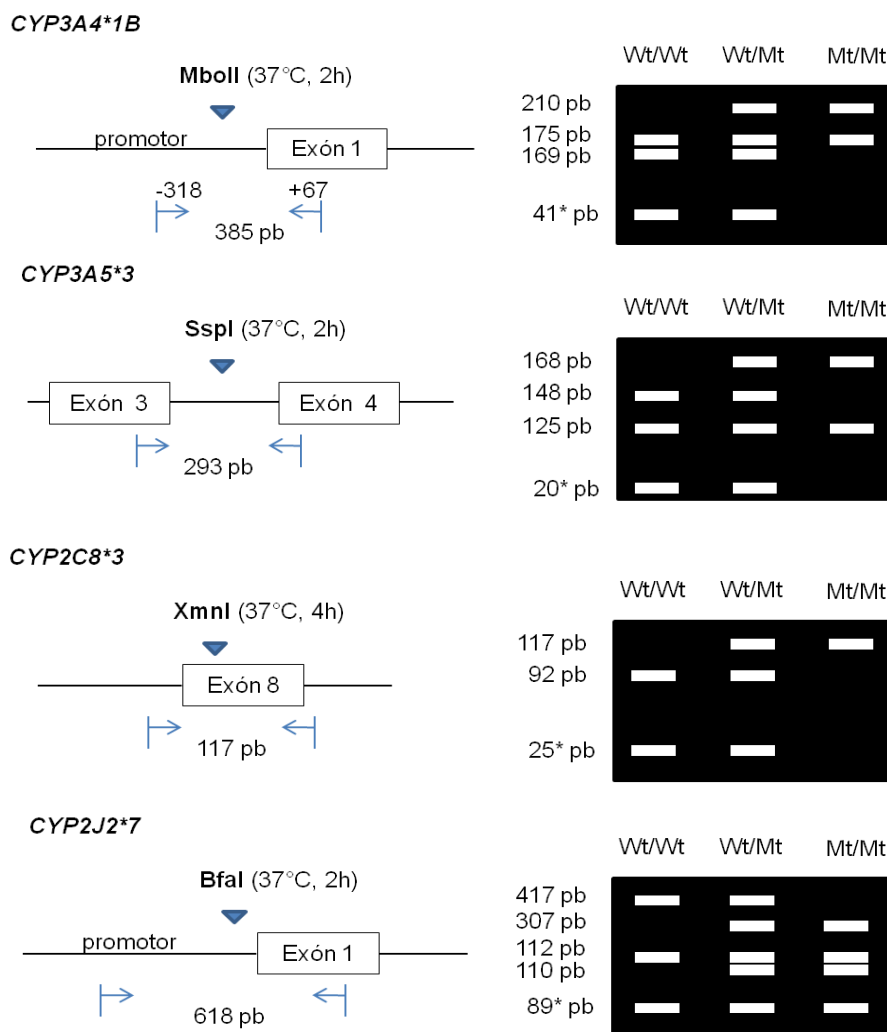 CYP3A4*1B
MboII (37°C, 2h)
promotor
Exón 1
-318
+67
385 pb
Wt/Wt Wt/Mt Mt/Mt
210 pb
175 pb
169 pb
41* pb
CYP3A5*3
SspI (37°C, 2h)
Exón 3
Exón 4
293 pb
Wt/Wt Wt/Mt Mt/Mt
168 pb
148 pb
125 pb
20* pb
CYP2C8*3
XmnI (37°C, 4h)
Exón 8
117 pb
Wt/Wt Wt/Mt Mt/Mt
117 pb
92 pb
25* pb
CYP2J2*7
BfaI (37°C, 2h)
promotor
Exón 1
618 pb
Wt/Wt Wt/Mt Mt/Mt
417 pb
307 pb
112 pb
110 pb
89* pb